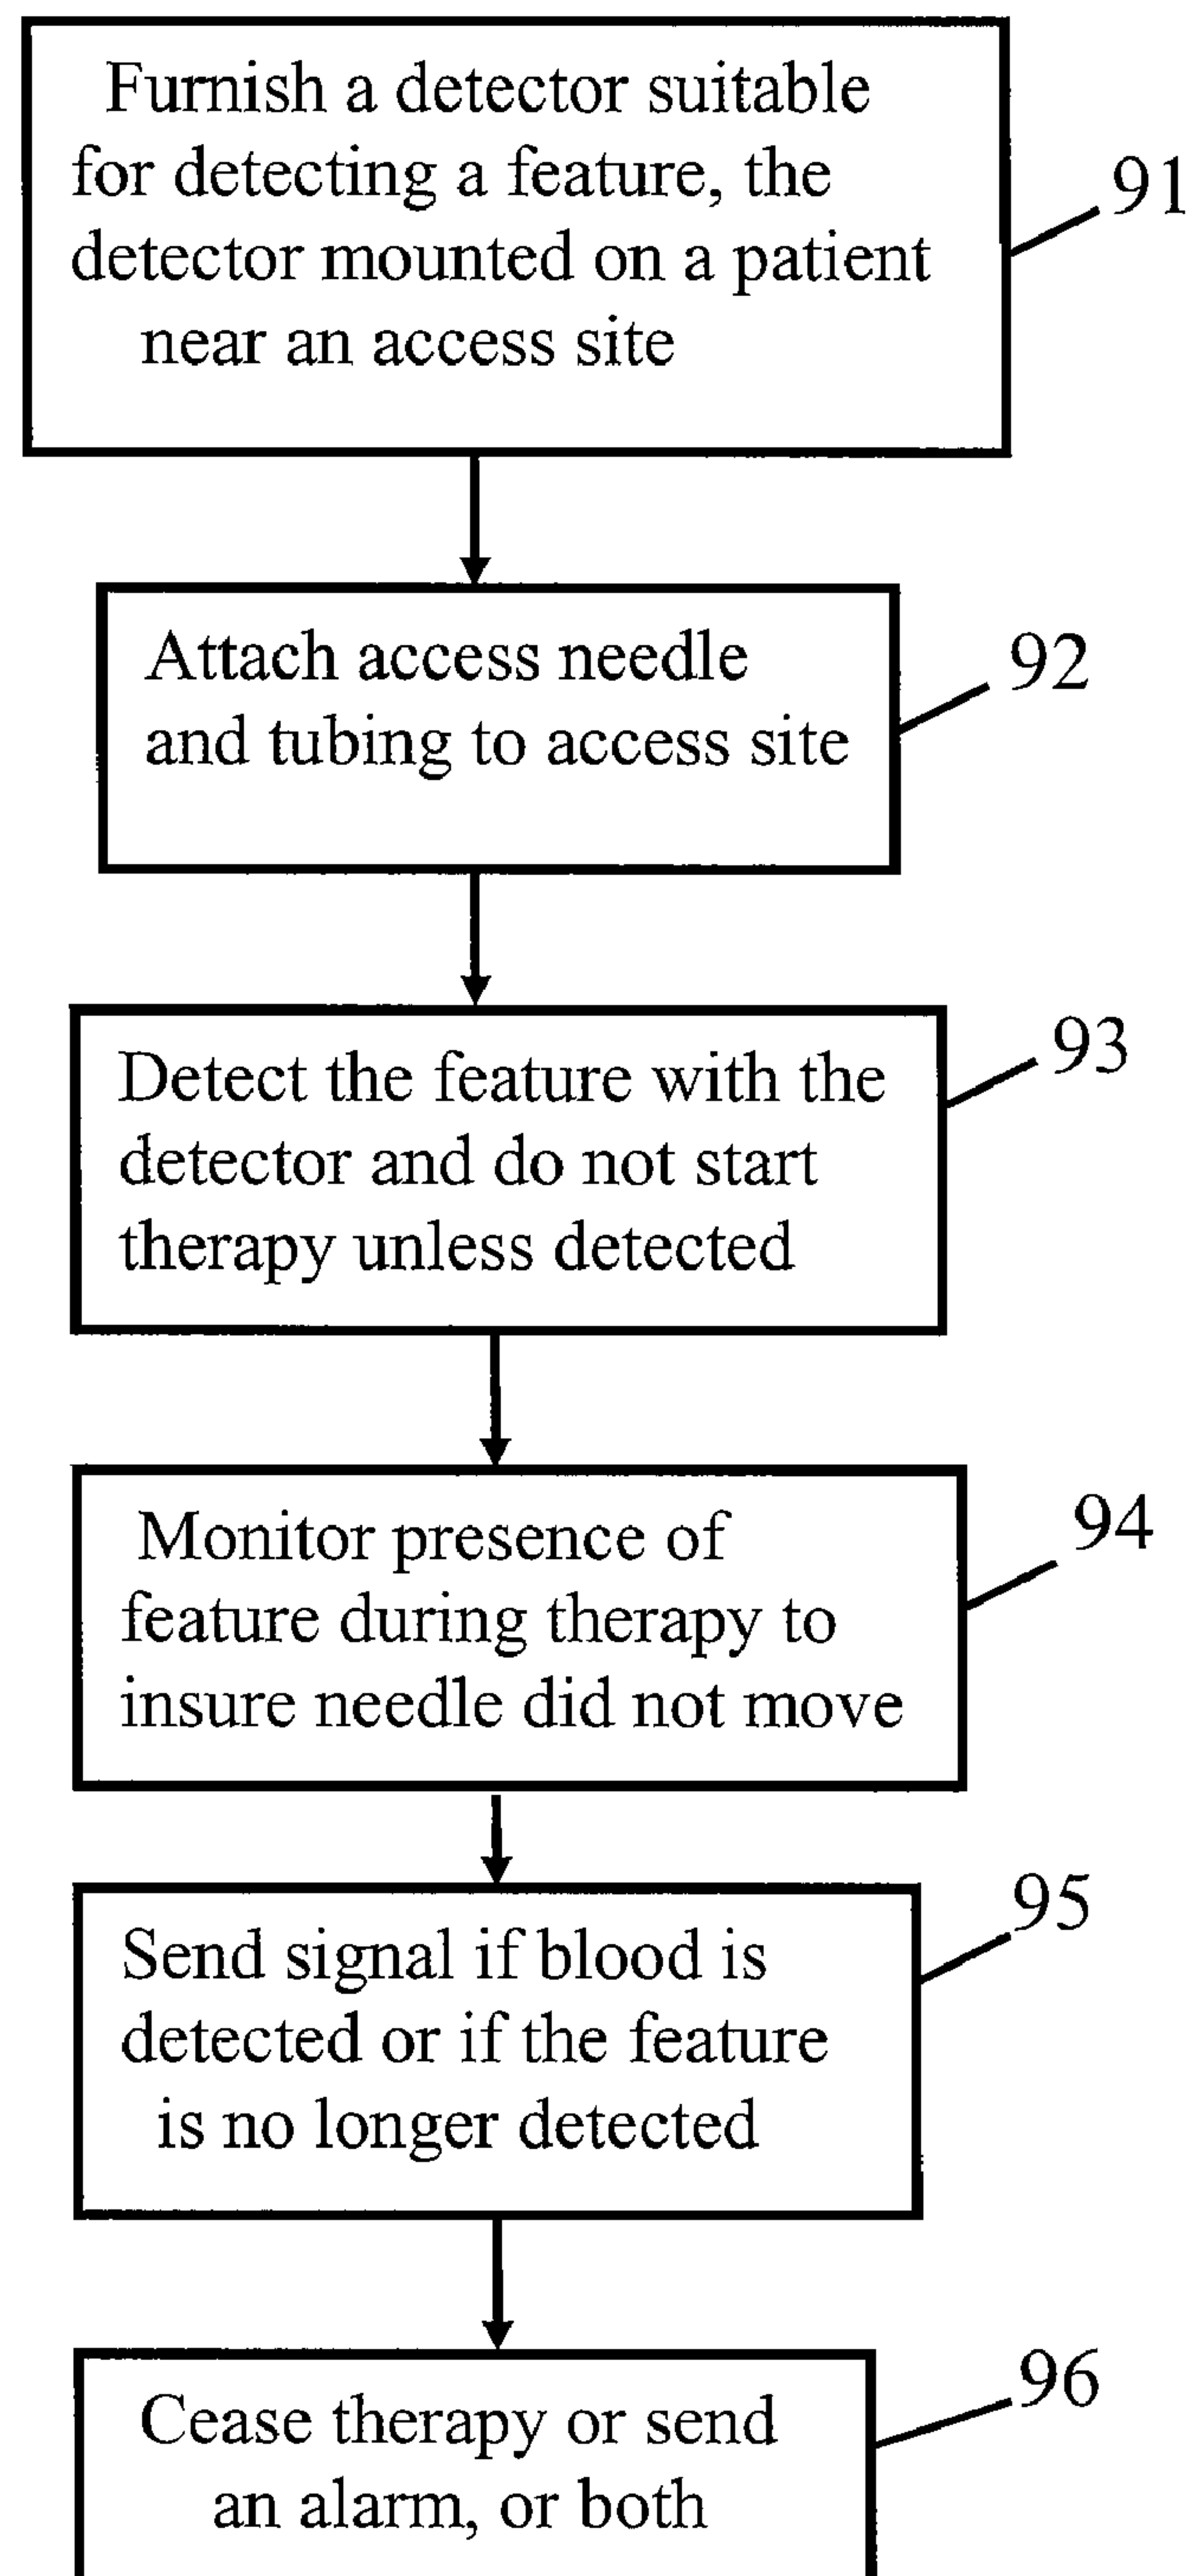 Furnish a detector suitable
for detecting a feature, the
detector mounted on a patient
near an access site
91
Attach access needle
and tubing to access site
92
Detect the feature with the
detector and do not start
therapy unless detected
93
Monitor presence of
feature during therapy to
insure needle did not move
94
Send signal if blood is
detected or if the feature
is no longer detected
95
Cease therapy or send
an alarm, or both
96